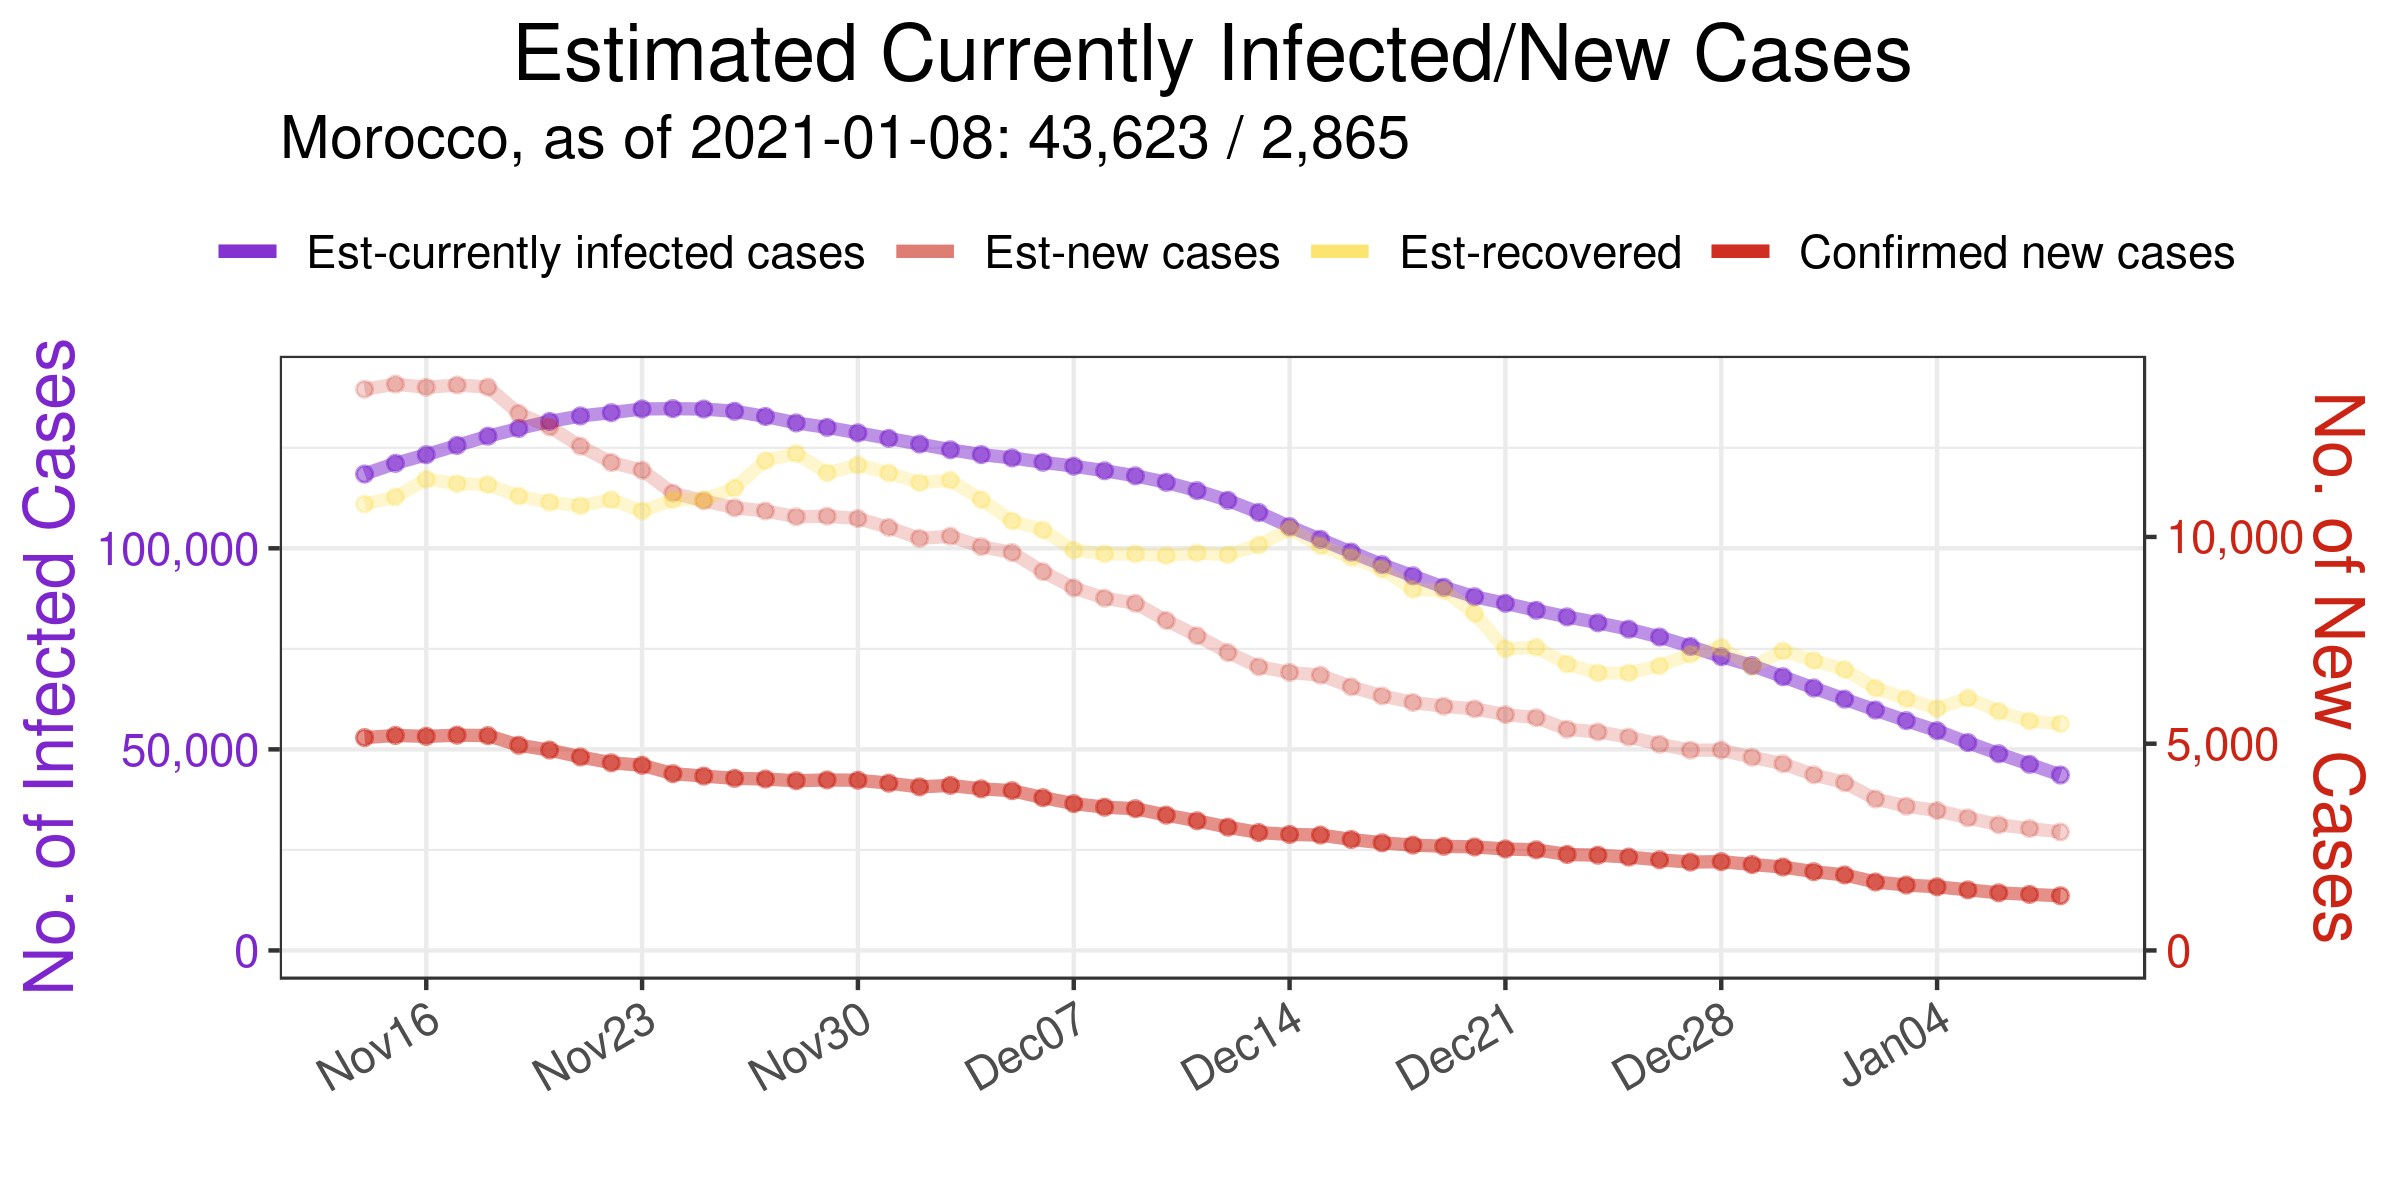 Estimated Currently Infected/New Cases
Morocco, as of 2021-01-08: 43,623 / 2,865
Est-currently infected cases Est-new cases Est-recovered Confirmed new cases
No. of Infected Cases
100,000
50,000
0
10,000
5,000
0
No. of New Cases
Nov16 Nov23 Nov30 Dec07 Dec14 Dec21 Dec28 Jan04